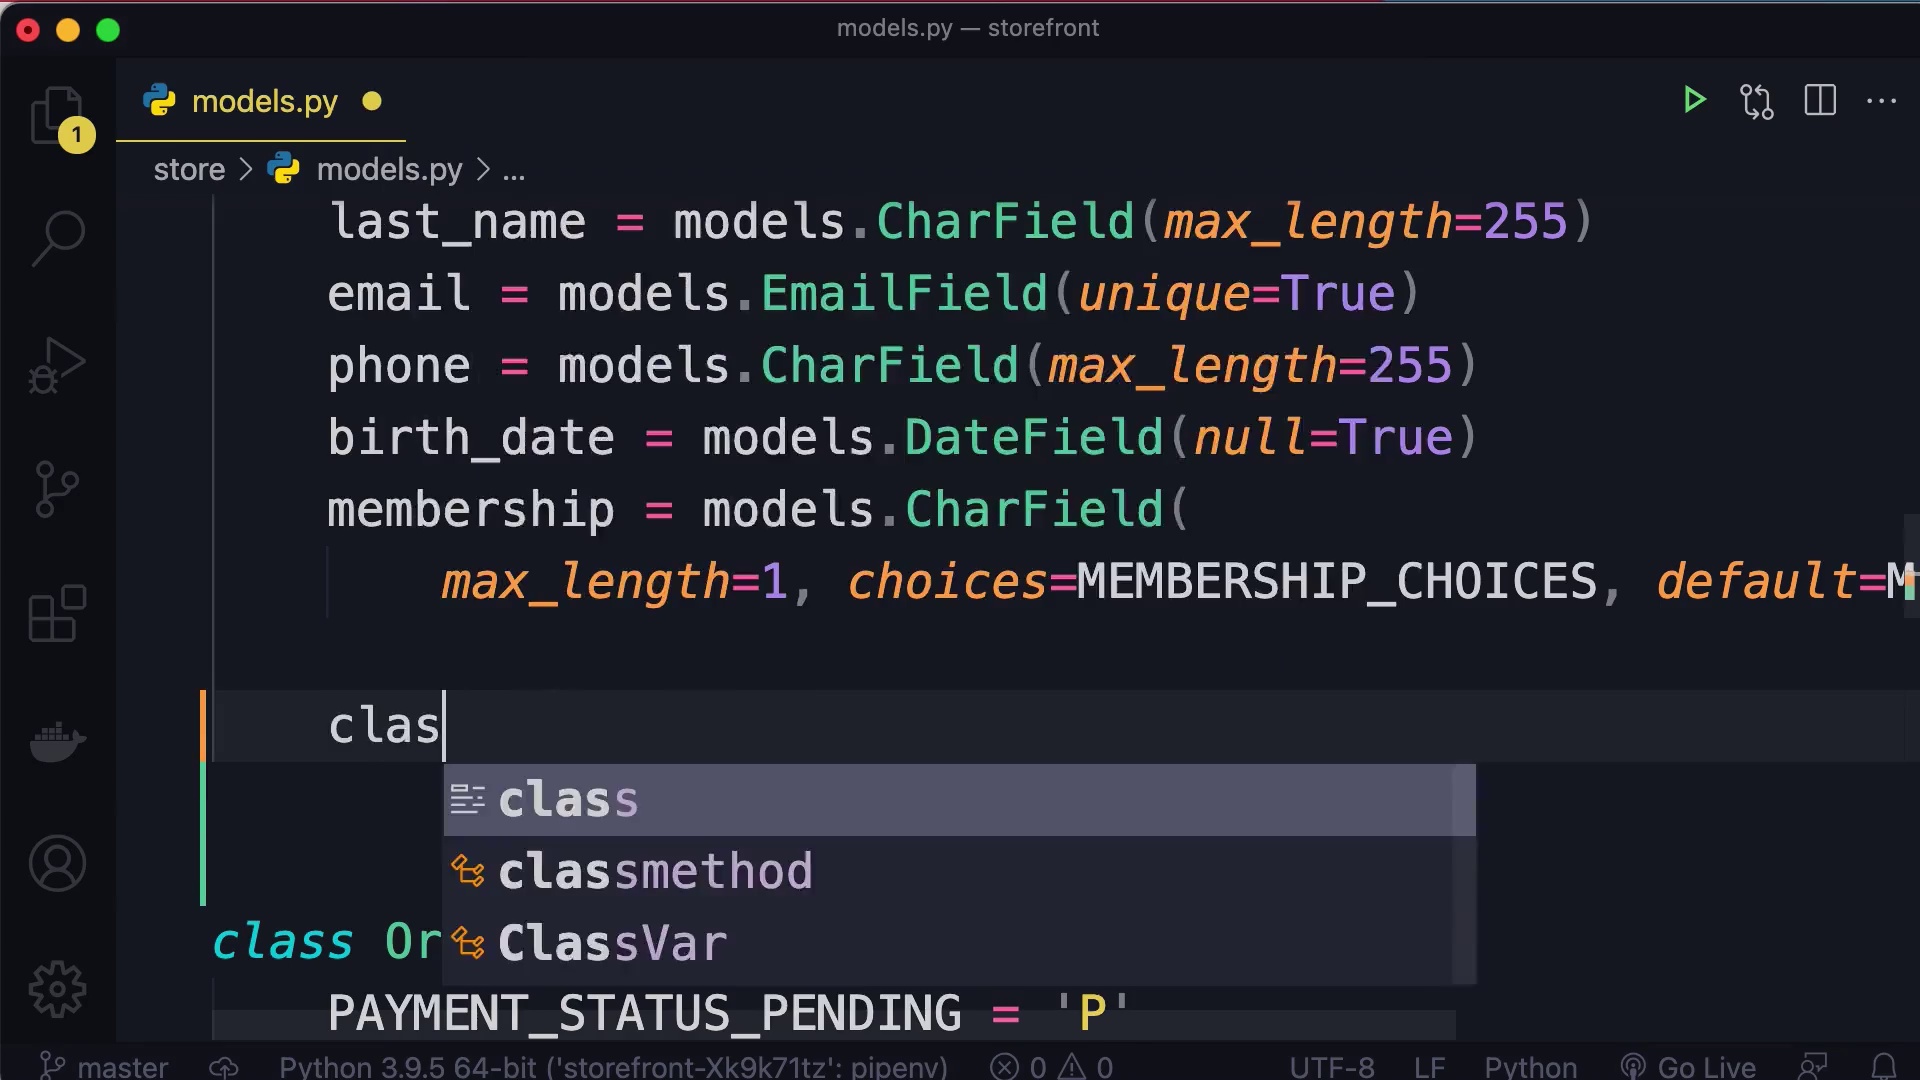 models.py — storefront
models.py
1
store > models.py > ...
last_name = models.CharField(max_length=255)
email = models.EmailField(unique=True)
phone = models.CharField(max_length=255)
birth_date = models.DateField(null=True)
membership = models.CharField(
max_length=1, choices=MEMBERSHIP_CHOICES, default=M
clas
class
classmethod
ClassVar
class Or
PAYMENT_STATUS_PENDING = 'P'
master Python 3.9.5 64-bit ('storefront-Xk9k71tz': pipenv) 0 0 UTF-8 LF Python Go Live